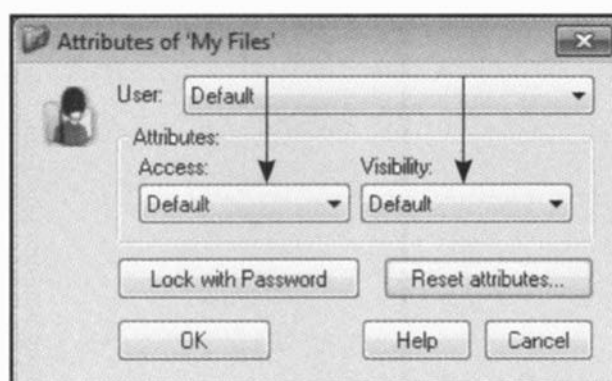 Attributes of 'My Files'
User: Default
Attributes:
Access: Visibility:
Default Default
Lock with Password Reset attributes...
OK Help Cancel